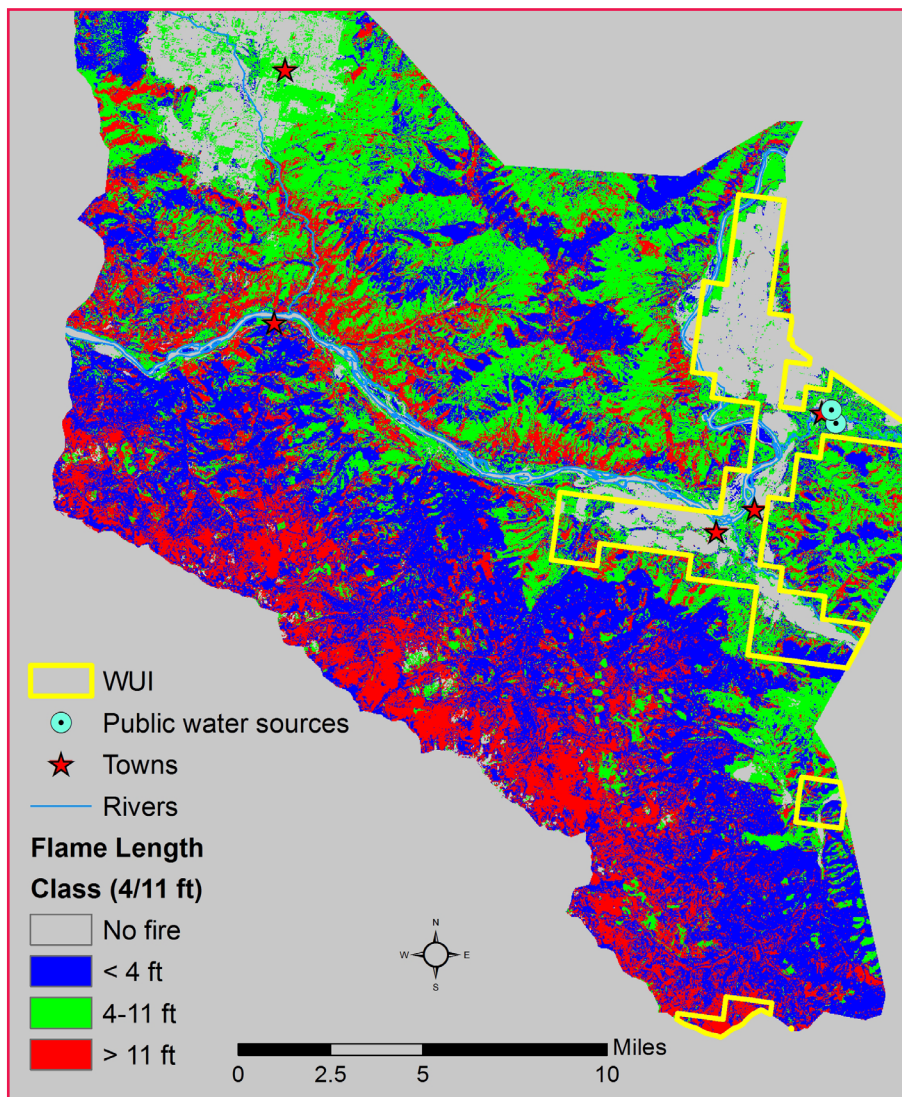 WUI
Public water sources
Towns
Rivers
Flame Length
Class (4/11 ft)
No fire
< 4 ft
4-11 ft
> 11 ft
N
W E
S
Miles
0 2.5 5 10